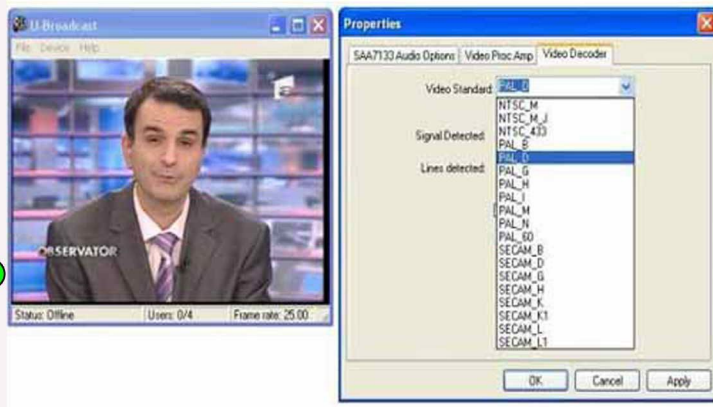 U-Broadcast
File Device Help
OBSERVATOR
Status: Offline Users: 0/4 Frame rate: 25.00
Properties
SAA7133 Audio Options Video Proc Amp Video Decoder
Video Standard: PAL_D
Signal Detected:
Lines detected:
NTSC_M
NTSC_M_J
NTSC_433
PAL_B
PAL_D
PAL_G
PAL_H
PAL_I
PAL_M
PAL_N
PAL_60
SECAM_B
SECAM_D
SECAM_G
SECAM_H
SECAM_K
SECAM_K1
SECAM_L
SECAM_L1
OK Cancel Apply